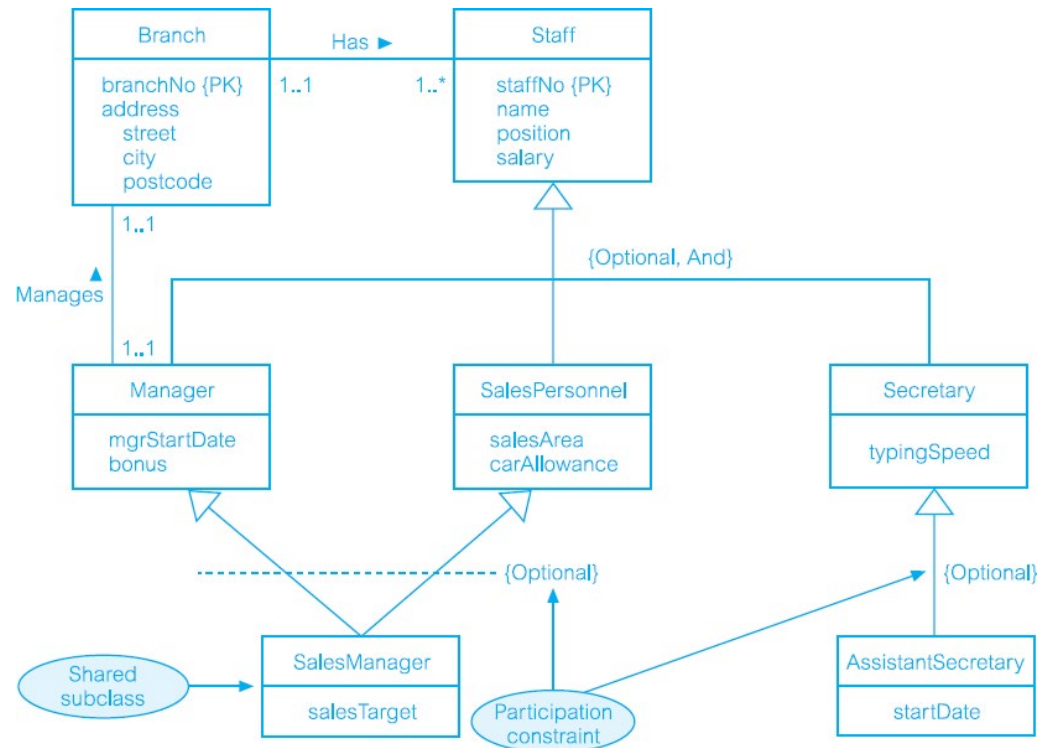 Branch
branchNo {PK}
address
street
city
postcode
Has ►
1..1
1..*
Staff
staffNo {PK}
name
position
salary
1..1
Manages
1..1
{Optional, And}
Manager
mgrStartDate
bonus
SalesPersonnel
salesArea
carAllowance
Secretary
typingSpeed
{Optional}
{Optional}
Shared
subclass
SalesManager
salesTarget
Participation
constraint
AssistantSecretary
startDate